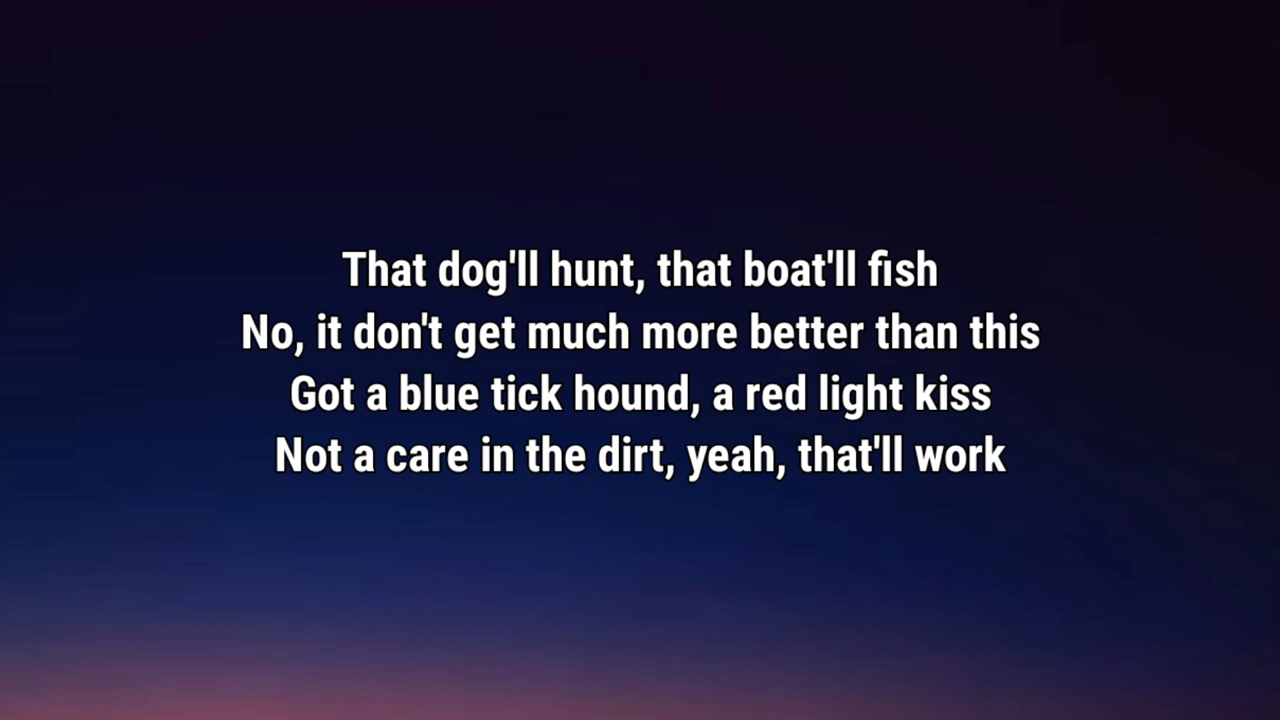 That dog'll hunt, that boat'll fish
No, it don't get much more better than this
Got a blue tick hound, a red light kiss
Not a care in the dirt, yeah, that'll work